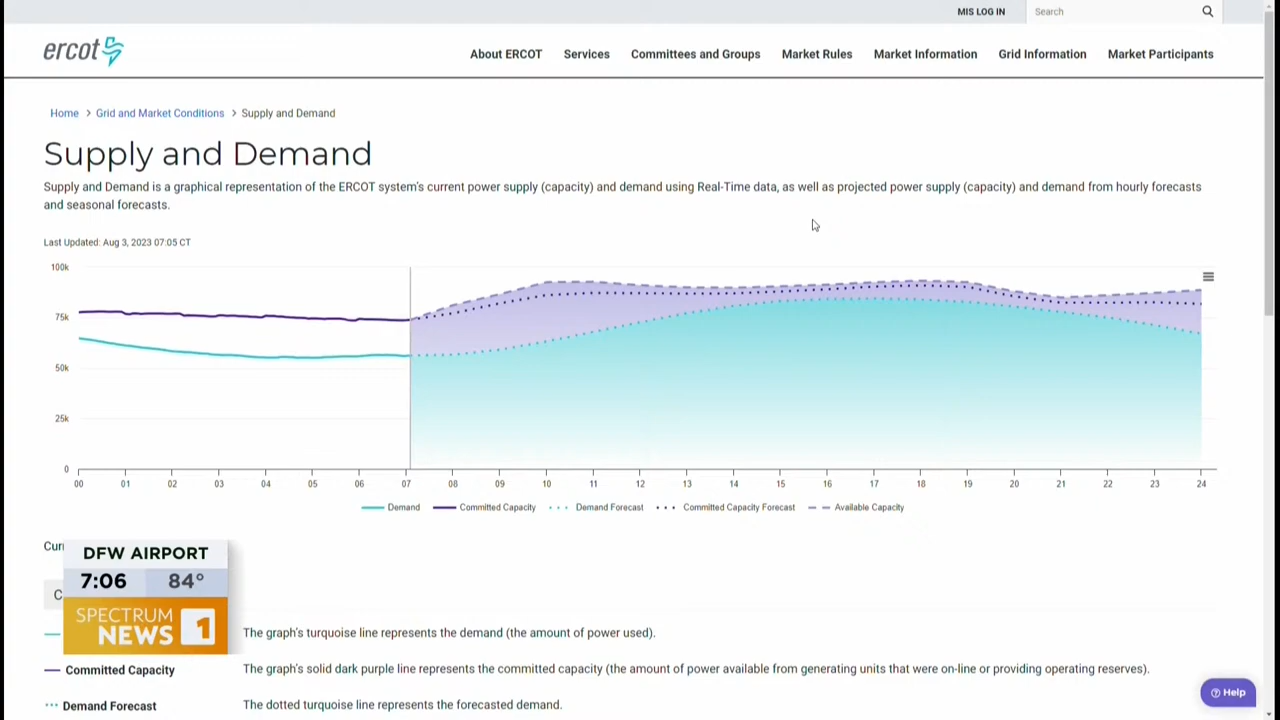 MIS LOG IN
Search
ercot
About ERCOT Services Committees and Groups Market Rules Market Information Grid Information Market Participants
Home > Grid and Market Conditions > Supply and Demand
Supply and Demand
Supply and Demand is a graphical representation of the ERCOT system's current power supply (capacity) and demand using Real-Time data, as well as projected power supply (capacity) and demand from hourly forecasts
and seasonal forecasts.
Last Updated: Aug 3, 2023 07:05 CT
100k
75k
50k
25k
0
00 01 02 03 04 05 06 07 08 09 10 11 12 13 14 15 16 17 18 19 20 21 22 23 24
Demand Committed Capacity Demand Forecast Committed Capacity Forecast Available Capacity
DFW AIRPORT
7:06 84°
SPECTRUM
NEWS 1
The graph's turquoise line represents the demand (the amount of power used).
Committed Capacity The graph's solid dark purple line represents the committed capacity (the amount of power available from generating units that were on-line or providing operating reserves).
Demand Forecast The dotted turquoise line represents the forecasted demand.
Help